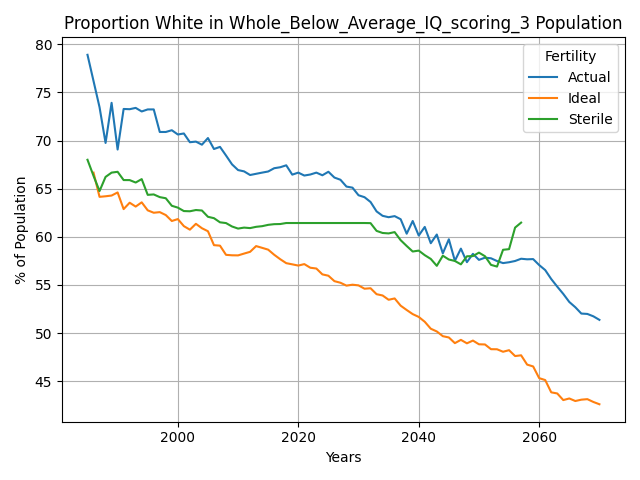 Proportion White in Whole_Below_Average_IQ_scoring_3 Population
80
75
70
65
60
55
50
45
% of Population
Fertility
Actual
Ideal
Sterile
2000
2020
2040
2060
Years